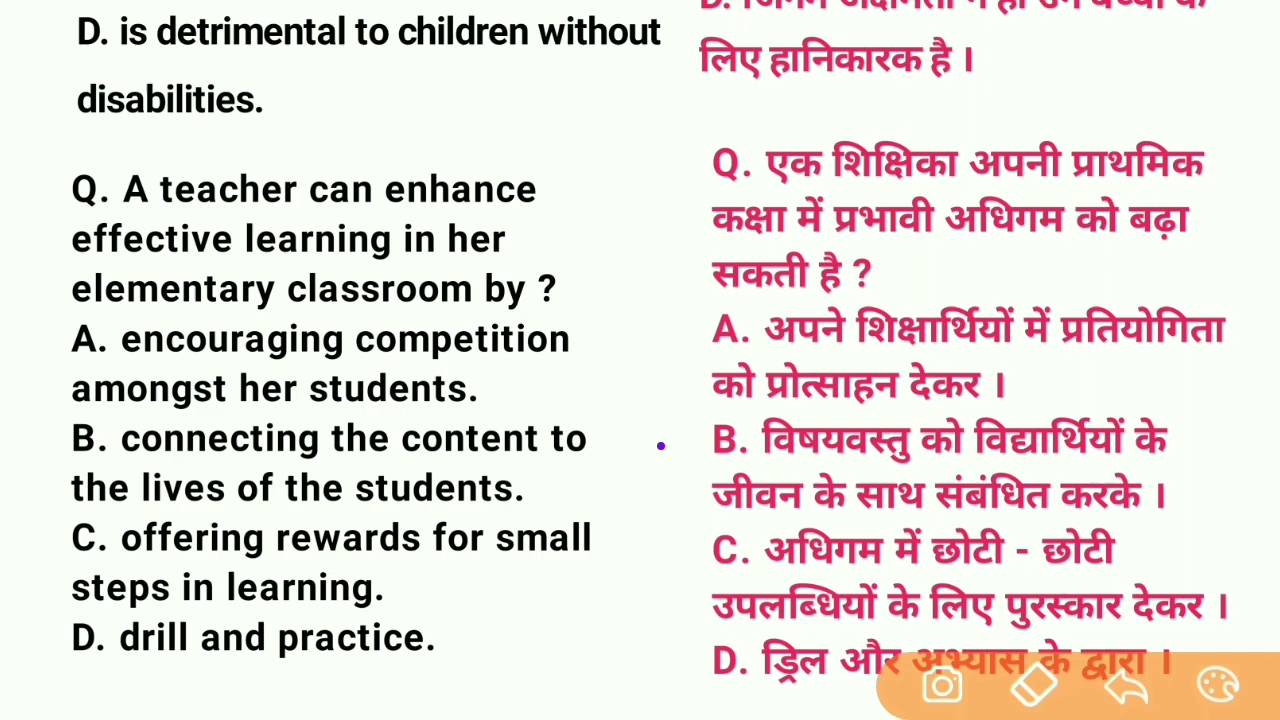 D. is detrimental to children without
disabilities.
Q. A teacher can enhance
effective learning in her
elementary classroom by ?
A. encouraging competition
amongst her students.
B. connecting the content to
the lives of the students.
C. offering rewards for small
steps in learning.
D. drill and practice.
लिए हानिकारक है ।
Q. एक शिक्षिका अपनी प्राथमिक
कक्षा में प्रभावी अधिगम को बढ़ा
सकती है ?
A. अपने शिक्षार्थियों में प्रतियोगिता
को प्रोत्साहन देकर ।
B. विषयवस्तु को विद्यार्थियों के
जीवन के साथ संबंधित करके ।
C. अधिगम में छोटी - छोटी
उपलब्धियों के लिए पुरस्कार देकर ।
D. ड्रिल और अभ्यास के द्वारा ।